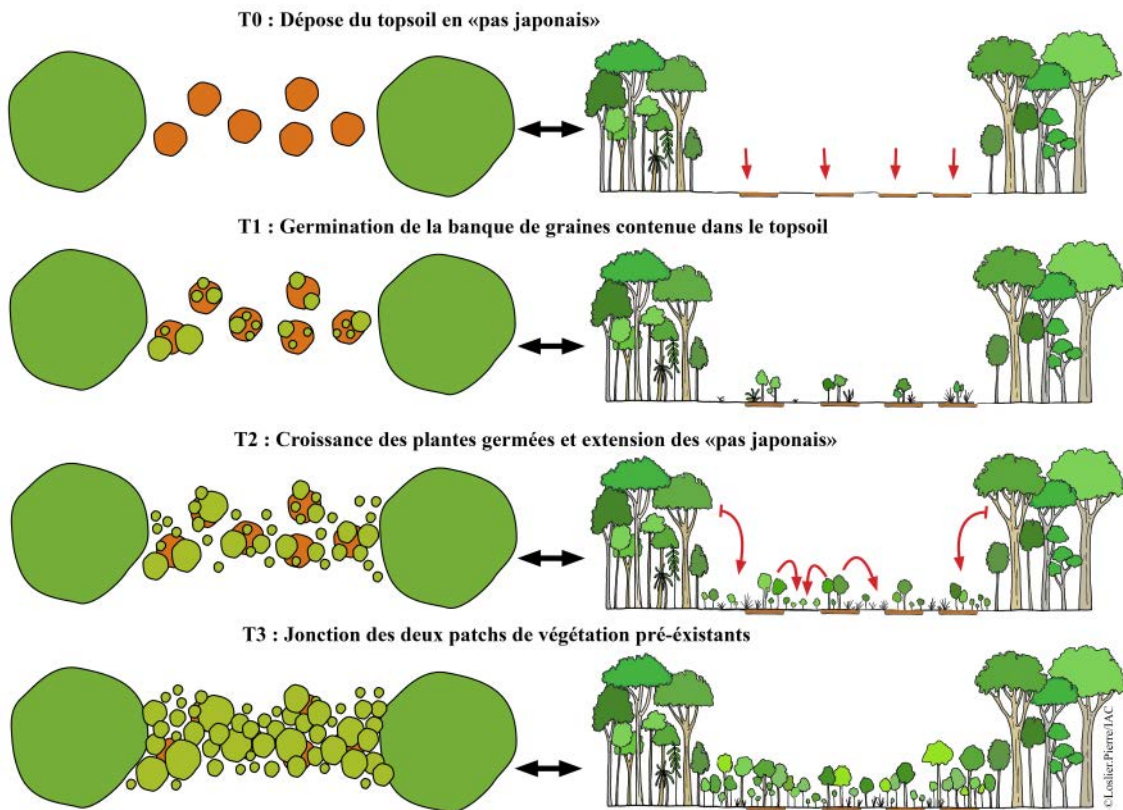 T0 : Dépose du topsoil en «pas japonais»
T1 : Germination de la banque de graines contenue dans le topsoil
T2 : Croissance des plantes germées et extension des «pas japonais»
T3 : Jonction des deux patchs de végétation pré-éxistants
©Loslier.Pierre/IAC